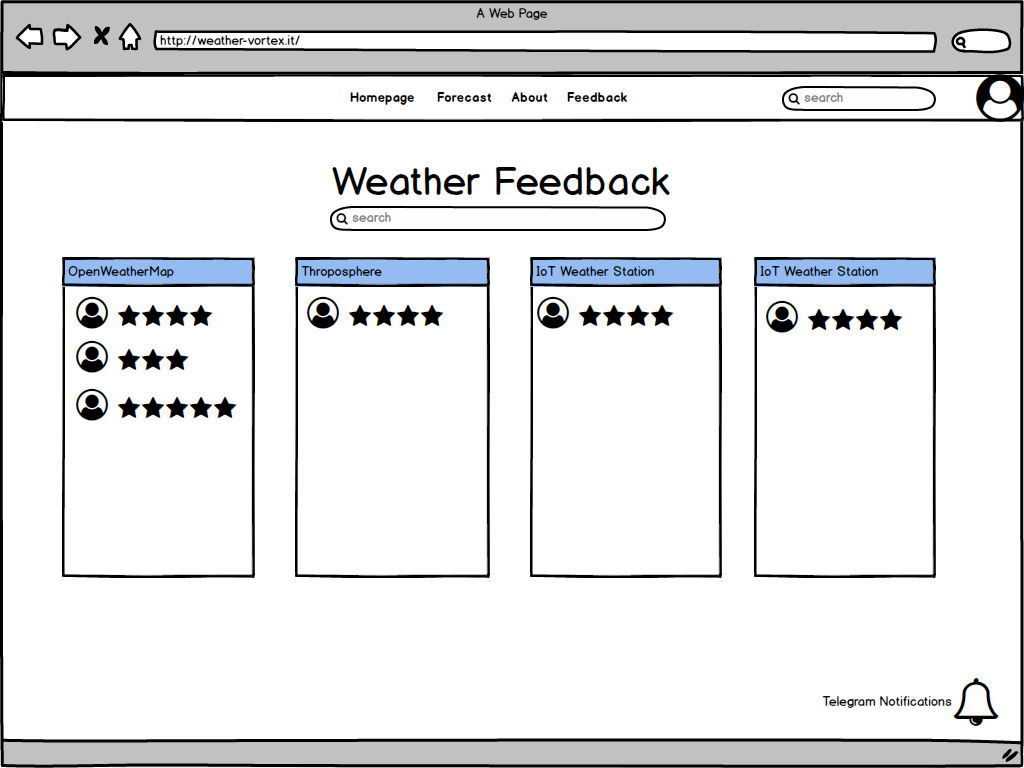 A Web Page
http://weather-vortex.it/
Homepage Forecast About Feedback search
Weather Feedback
search
OpenWeatherMap
Throposphere
IoT Weather Station
IoT Weather Station
Telegram Notifications